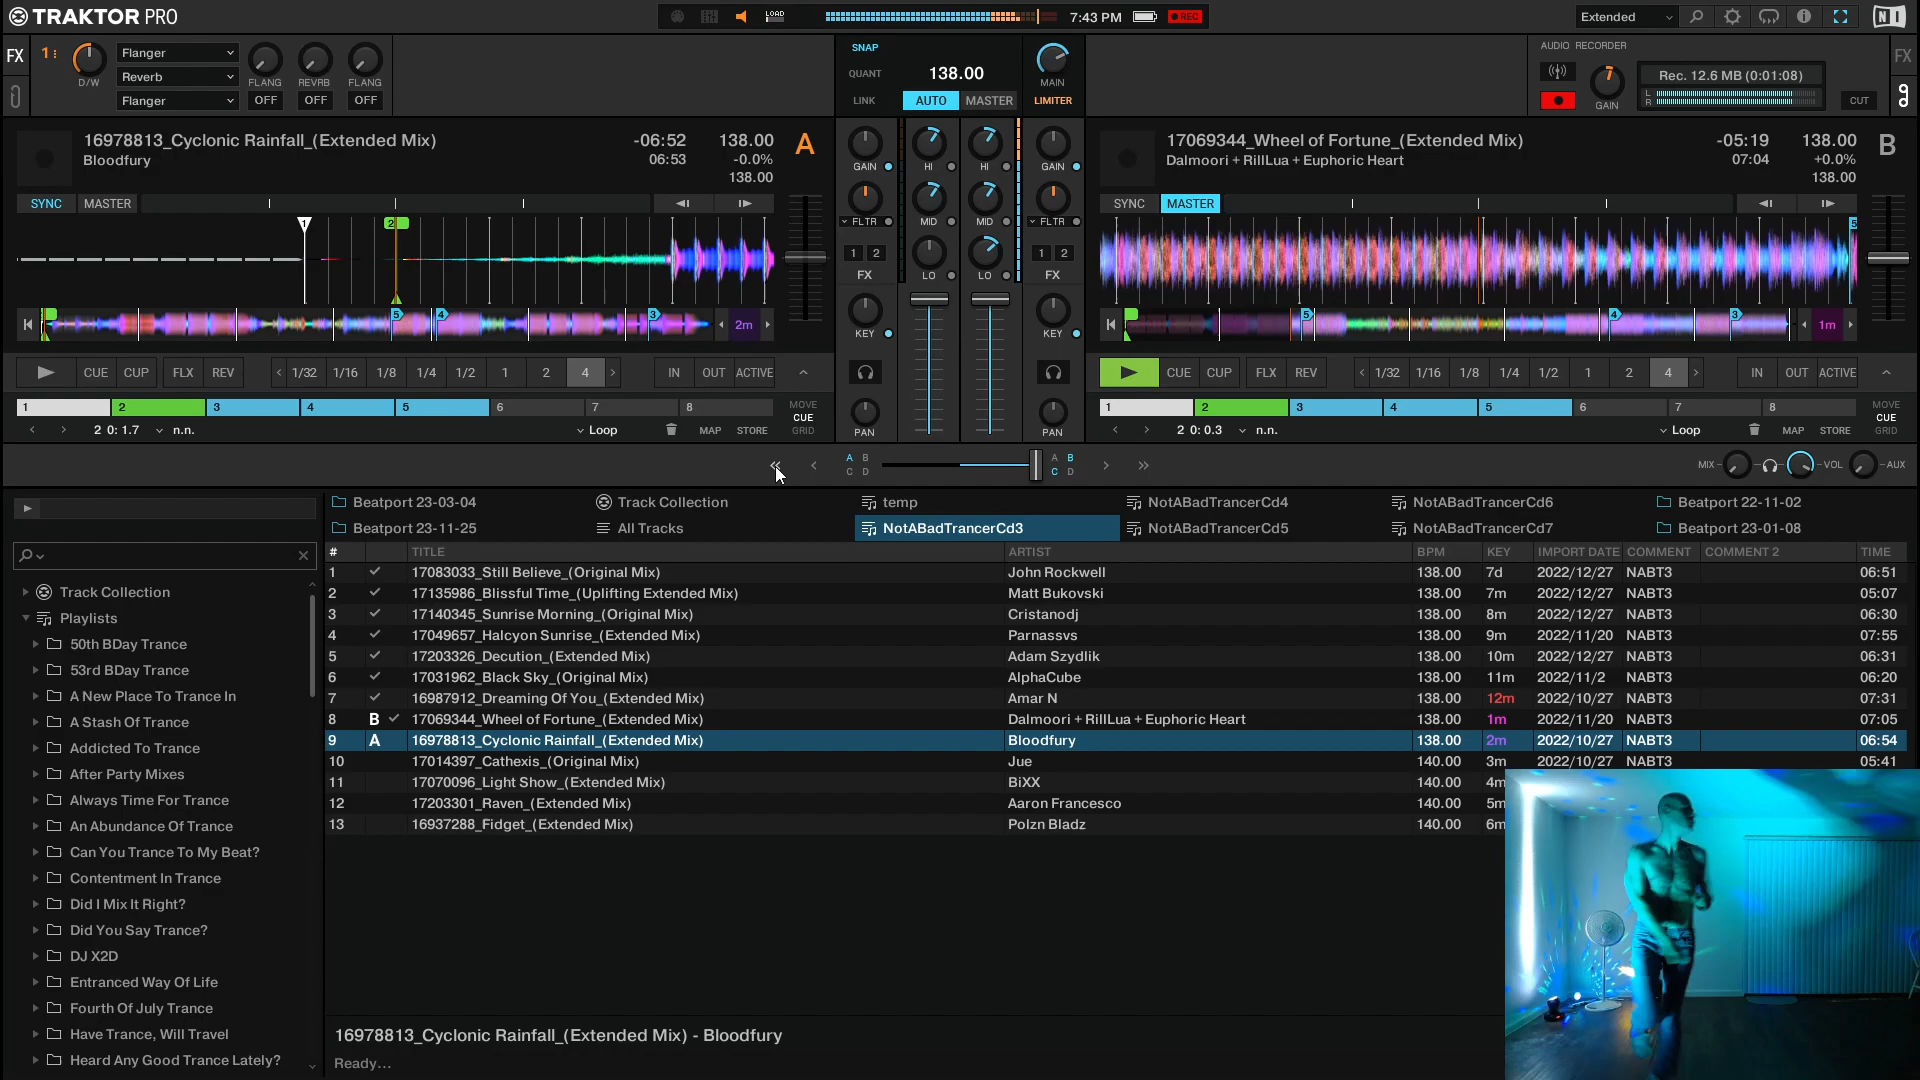 TRAKTOR PRO
LOAD
7:43 PM
REC
Extended
FX
1
D/W
Flanger
Reverb
Flanger
FLANG
REVRB
FLANG
OFF
OFF
OFF
SNAP
QUANT
LINK
138.00
AUTO
MASTER
MAIN
LIMITER
AUDIO RECORDER
GAIN
Rec. 12.6 MB (0:01:08)
L
R
CUT
FX
16978813_Cyclonic Rainfall_(Extended Mix)
Bloodfury
-06:52
06:53
138.00
-0.0%
138.00
A
SYNC
MASTER
1
2
5
4
3
2m
CUE
CUP
FLX
REV
1/32
1/16
1/8
1/4
1/2
1
2
4
IN
OUT
ACTIVE
1
2
3
4
5
6
7
8
MOVE
CUE
GRID
2 0: 1.7
n.n.
Loop
MAP
STORE
GAIN
HI
HI
GAIN
FLTR
MID
MID
FLTR
1 2
1 2
FX
LO
LO
FX
KEY
KEY
PAN
PAN
17069344_Wheel of Fortune_(Extended Mix)
Dalmoori + RillLua + Euphoric Heart
-05:19
07:04
138.00
+0.0%
138.00
B
SYNC
MASTER
5
5
4
3
1m
CUE
CUP
FLX
REV
1/32
1/16
1/8
1/4
1/2
1
2
4
IN
OUT
ACTIVE
1
2
3
4
5
6
7
8
MOVE
CUE
GRID
2 0: 0.3
n.n.
Loop
MAP
STORE
A B
C D
A B
C D
MIX
VOL
AUX
Beatport 23-03-04
Track Collection
temp
NotABadTrancerCd4
NotABadTrancerCd6
Beatport 22-11-02
Beatport 23-11-25
All Tracks
NotABadTrancerCd3
NotABadTrancerCd5
NotABadTrancerCd7
Beatport 23-01-08
# TITLE ARTIST BPM KEY IMPORT DATE COMMENT COMMENT 2 TIME
1 17083033_Still Believe_(Original Mix) John Rockwell 138.00 7d 2022/12/27 NABT3 06:51
2 17135986_Blissful Time_(Uplifting Extended Mix) Matt Bukovski 138.00 7m 2022/12/27 NABT3 05:07
3 17140345_Sunrise Morning_(Original Mix) Cristanodj 138.00 8m 2022/12/27 NABT3 06:30
4 17049657_Halcyon Sunrise_(Extended Mix) Parnassvs 138.00 9m 2022/11/20 NABT3 07:55
5 17203326_Decution_(Extended Mix) Adam Szydlik 138.00 10m 2022/12/27 NABT3 06:31
6 17031962_Black Sky_(Original Mix) AlphaCube 138.00 11m 2022/11/2 NABT3 06:20
7 16987912_Dreaming Of You_(Extended Mix) Amar N 138.00 12m 2022/10/27 NABT3 07:31
8 B 17069344_Wheel of Fortune_(Extended Mix) Dalmoori + RillLua + Euphoric Heart 138.00 1m 2022/11/20 NABT3 07:05
9 A 16978813_Cyclonic Rainfall_(Extended Mix) Bloodfury 138.00 2m 2022/10/27 NABT3 06:54
10 17014397_Cathexis_(Original Mix) Jue 140.00 3m 2022/10/27 NABT3 05:41
11 17070096_Light Show_(Extended Mix) BiXX 140.00 4m
12 17203301_Raven_(Extended Mix) Aaron Francesco 140.00 5m
13 16937288_Fidget_(Extended Mix) Polzn Bladz 140.00 6m
Track Collection
Playlists
50th BDay Trance
53rd BDay Trance
A New Place To Trance In
A Stash Of Trance
Addicted To Trance
After Party Mixes
Always Time For Trance
An Abundance Of Trance
Can You Trance To My Beat?
Contentment In Trance
Did I Mix It Right?
Did You Say Trance?
DJ X2D
Entranced Way Of Life
Fourth Of July Trance
Have Trance, Will Travel
Heard Any Good Trance Lately?
16978813_Cyclonic Rainfall_(Extended Mix) - Bloodfury
Ready...